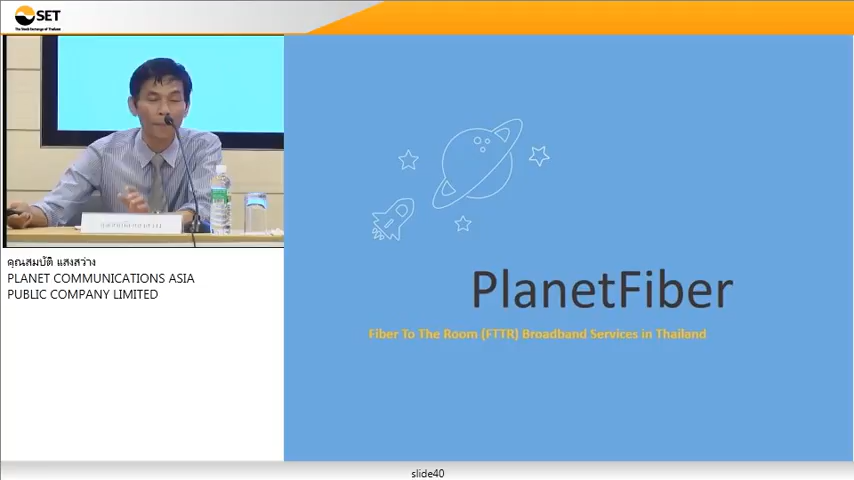 SET
The Stock Exchange of Thailand
คุณสมบัติ แสงสว่าง
PLANET COMMUNICATIONS ASIA
PUBLIC COMPANY LIMITED
PlanetFiber
Fiber To The Room (FTTR) Broadband Services in Thailand
slide40